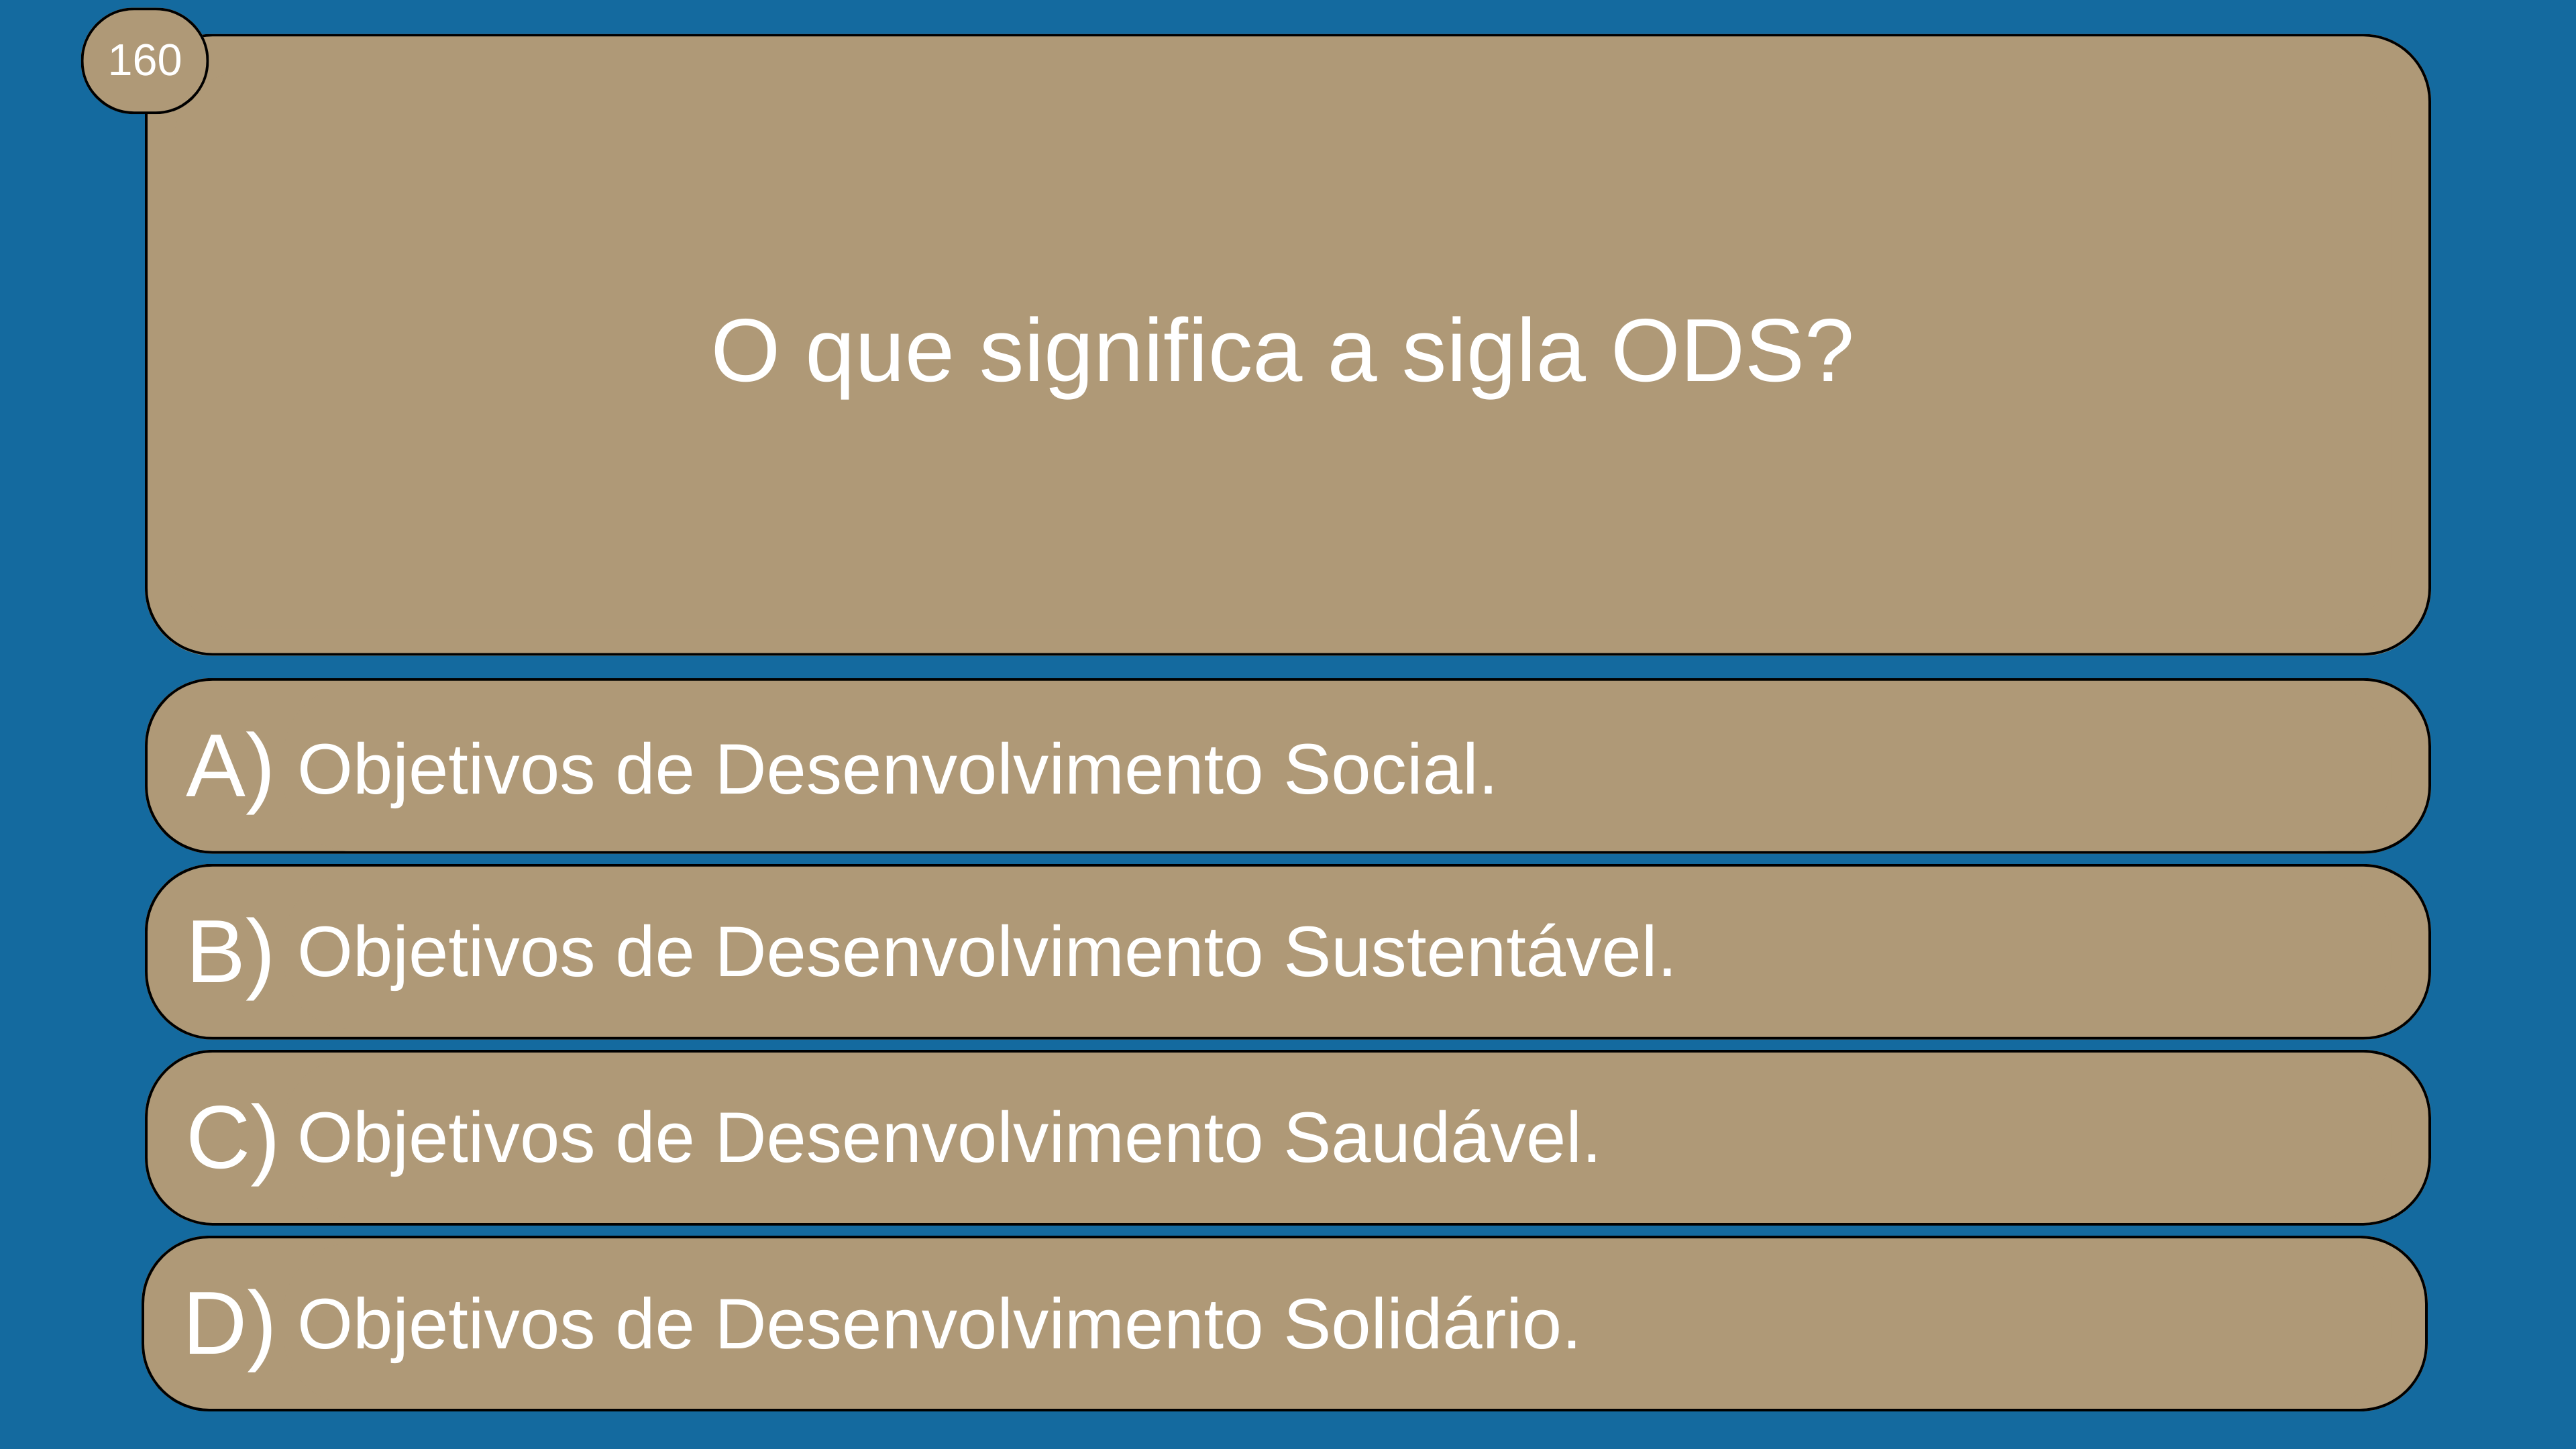 160
O que significa a sigla ODS?
A) Objetivos de Desenvolvimento Social.
B) Objetivos de Desenvolvimento Sustentável.
C) Objetivos de Desenvolvimento Saudável.
D) Objetivos de Desenvolvimento Solidário.